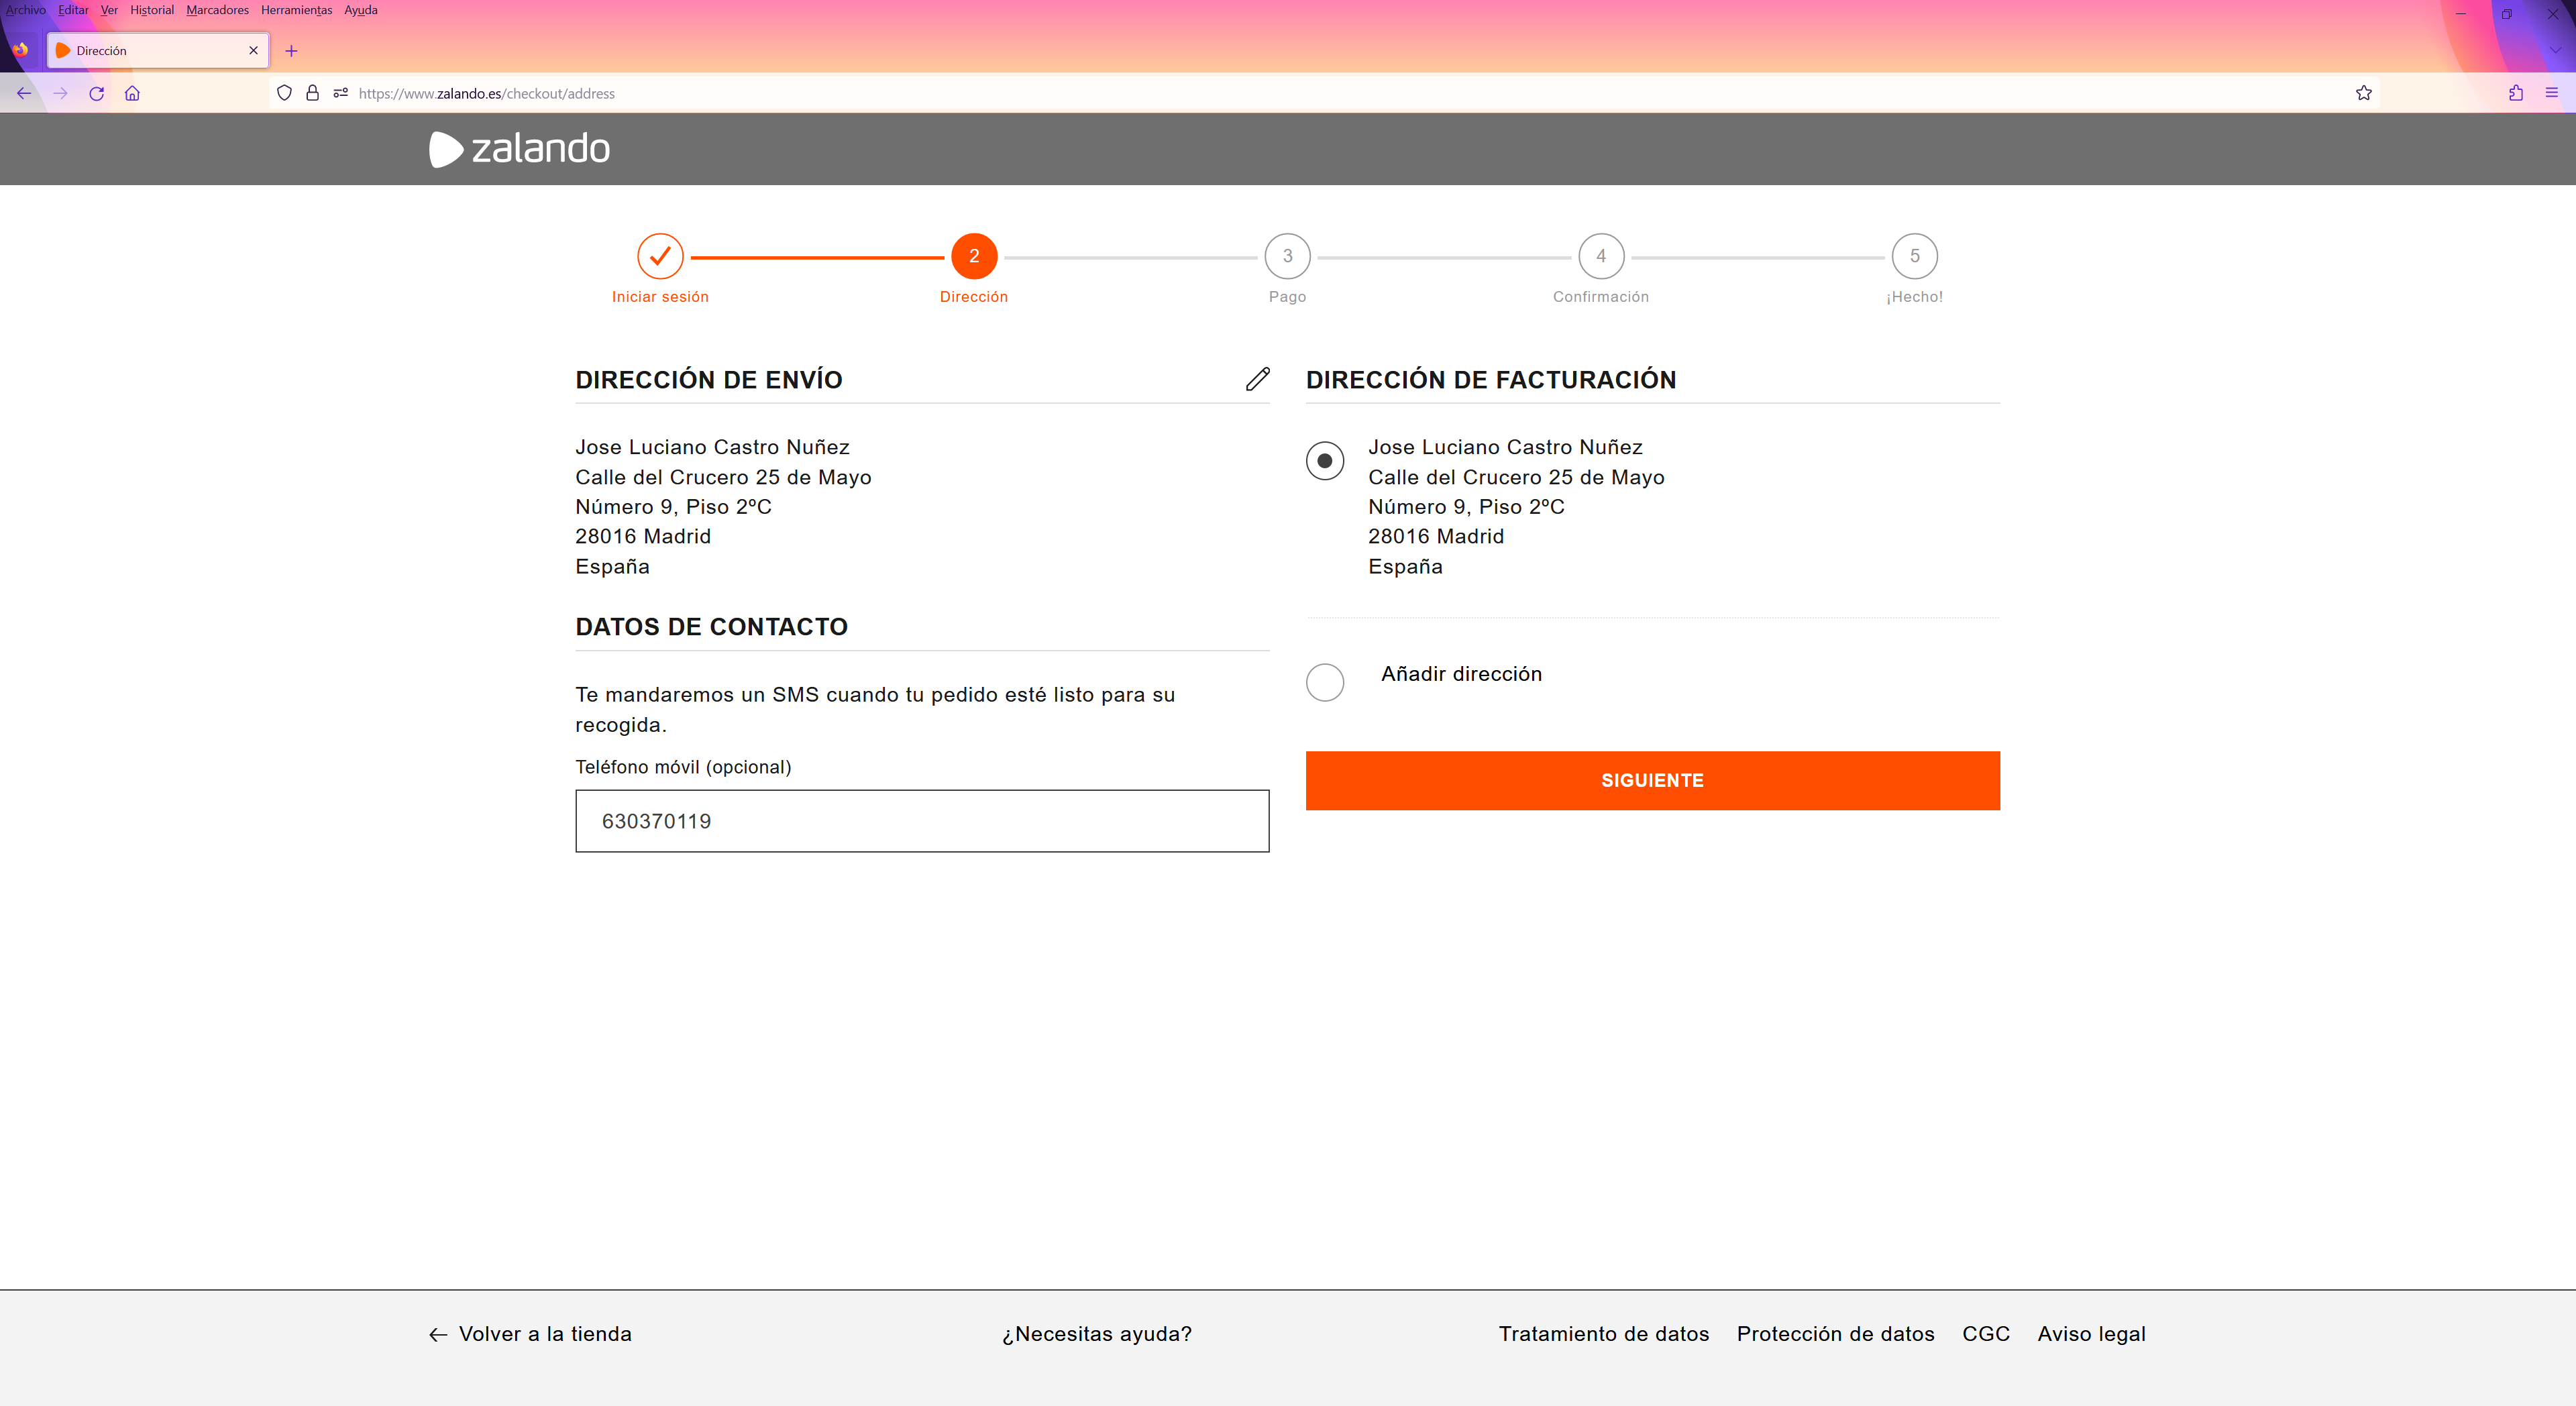 Archivo Editar Ver Historial Marcadores Herramientas Ayuda
Dirección
https://www.zalando.es/checkout/address
zalando
2 3 4 5
Iniciar sesión Dirección Pago Confirmación ¡Hecho!
DIRECCIÓN DE ENVÍO
Jose Luciano Castro Nuñez
Calle del Crucero 25 de Mayo
Número 9, Piso 2ºC
28016 Madrid
España
DATOS DE CONTACTO
Te mandaremos un SMS cuando tu pedido esté listo para su
recogida.
Teléfono móvil (opcional)
630370119
DIRECCIÓN DE FACTURACIÓN
Jose Luciano Castro Nuñez
Calle del Crucero 25 de Mayo
Número 9, Piso 2ºC
28016 Madrid
España
Añadir dirección
SIGUIENTE
Volver a la tienda ¿Necesitas ayuda? Tratamiento de datos Protección de datos CGC Aviso legal